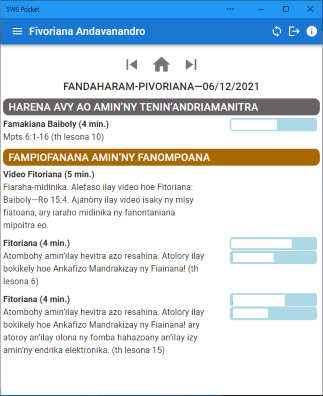 SWS Pocket
Fivoriana Andavanandro
FANDAHARAM-PIVORIANA—06/12/2021
HARENA AVY AO AMIN'NY TENIN'ANDRIAMANITRA
Famakiana Baiboly (4 min.)
Mpts 6:1-16 (th lesona 10)
FAMPIOFANANA AMIN'NY FANOMPOANA
Video Fitoriana (5 min.)
Fiaraha-midinika. Alefaso ilay video hoe Fitoriana:
Baiboly—Ro 15:4. Ajanòny ilay video isaky ny misy
fiatoana, ary iaraho midinika ny fanontaniana
mipoitra eo.
Fitoriana (4 min.)
Atombohy amin'ilay hevitra azo resahina. Atolory ilay
bokikely hoe Ankafizo Mandrakizay ny Fiainana! (th
lesona 6)
Fitoriana (4 min.)
Atombohy amin'ilay hevitra azo resahina. Atolory ilay
bokikely hoe Ankafizo Mandrakizay ny Fiainana! ary
atoroy an'ilay olona ny fomba hahazoany an'ilay izy
amin'ny endrika elektronika. (th lesona 15)